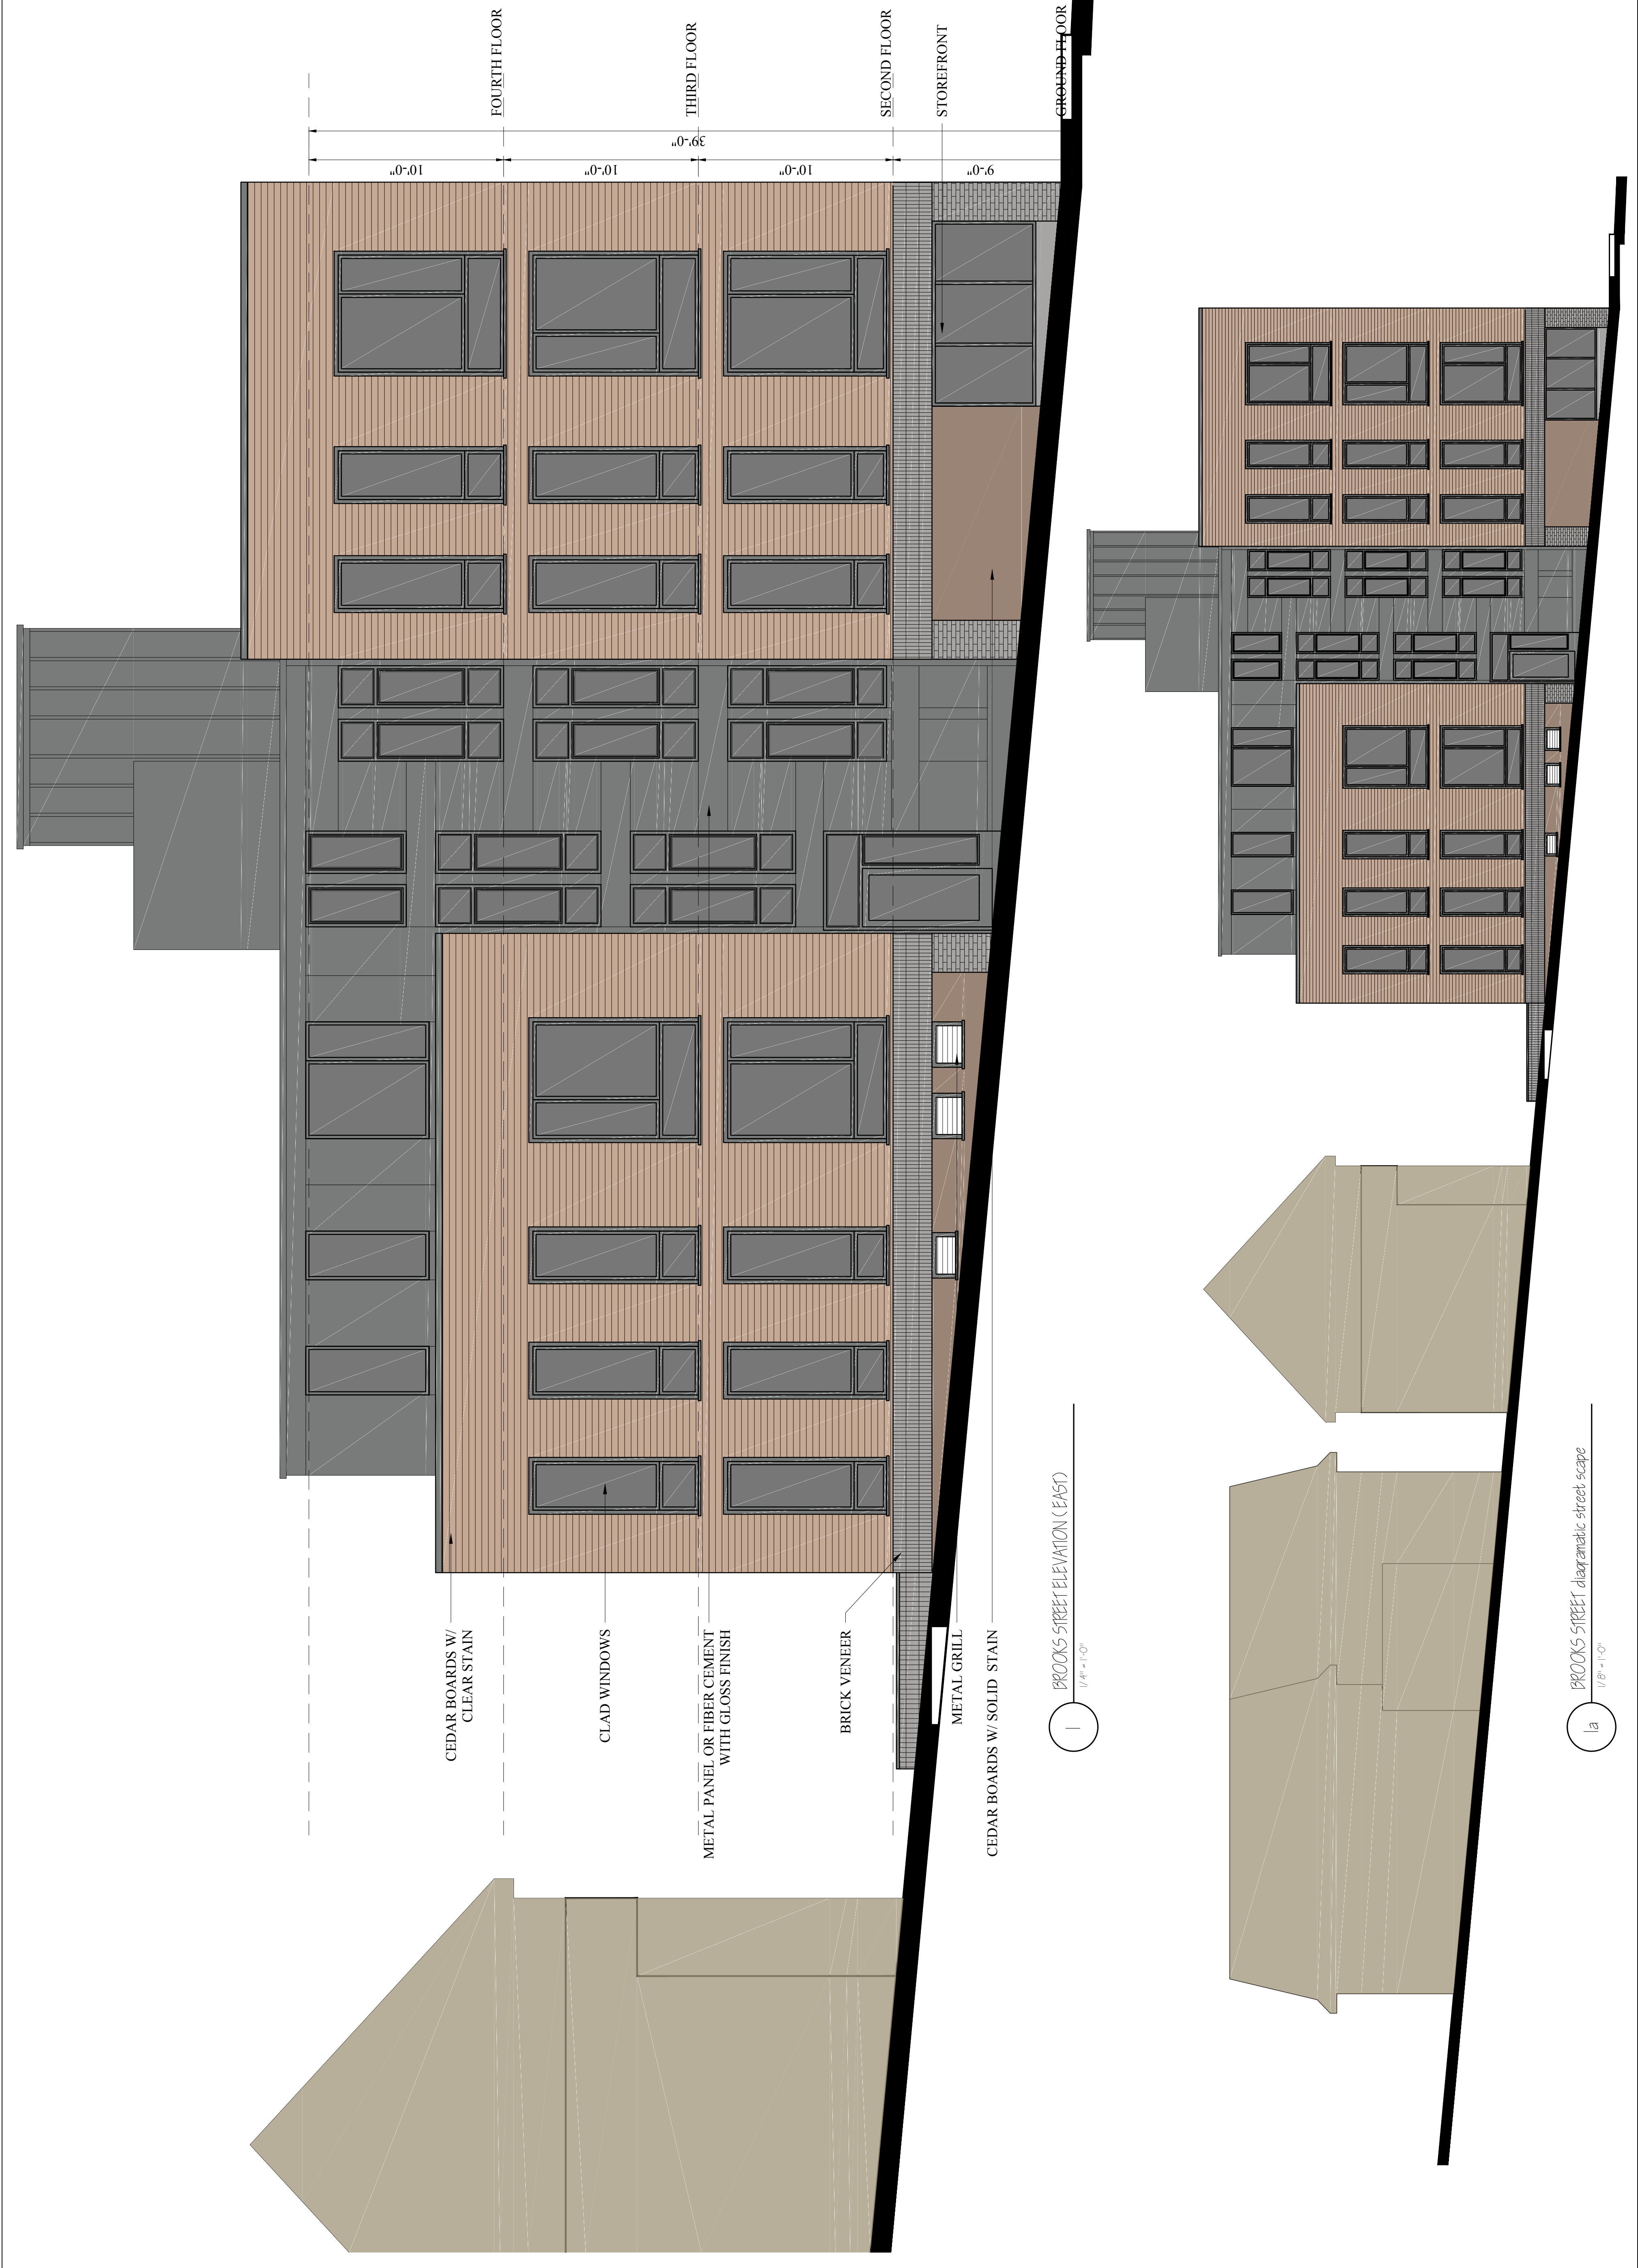 FOURTH FLOOR
THIRD FLOOR
SECOND FLOOR
STOREFRONT
GROUND FLOOR
10'-0"
10'-0"
10'-0"
9'-0"
39'-0"
CEDAR BOARDS W/
CLEAR STAIN
CLAD WINDOWS
METAL PANEL OR FIBER CEMENT
WITH GLOSS FINISH
BRICK VENEER
METAL GRILL
CEDAR BOARDS W/ SOLID STAIN
1
BROOKS STREET ELEVATION ( EAST)
1/4" = 1'-0"
1a
BROOKS STREET diagramatic street scape
1/8" = 1'-0"